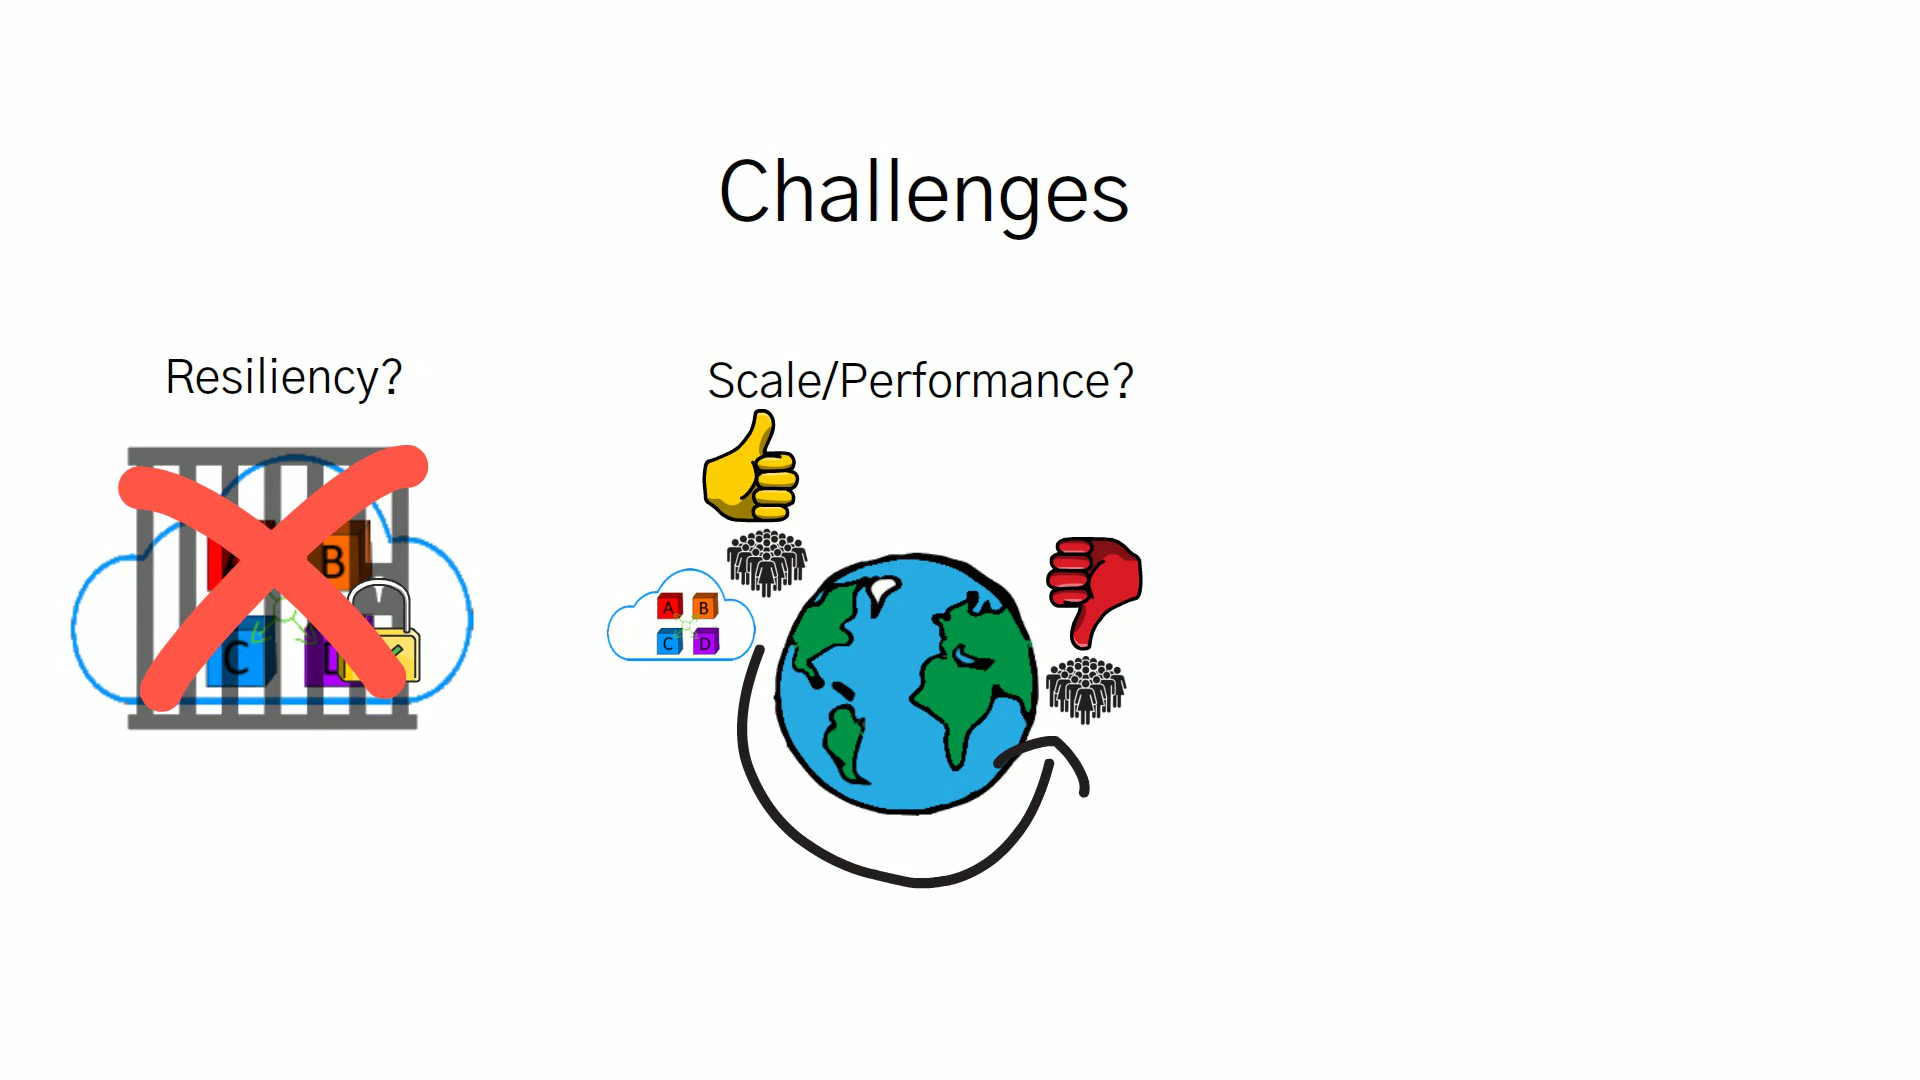 Challenges
Resiliency?
Scale/Performance?
B
C
A B
C D